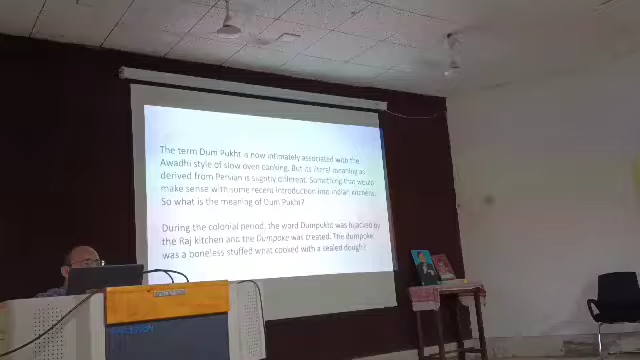 The term Dum Pukht is now intimately associated with the
Awadhi style of slow oven cooking. But its literal meaning as
derived from Persian is slightly different. Something that would
make sense with some recent introduction into Indian kitchens.
So what is the meaning of Dum Pukht?
During the colonial period, the word Dumpukht was hijacked by
the Raj kitchen and the Dumpoke was created. The dumpoke
was a boneless stuffed what cooked with a sealed dough?